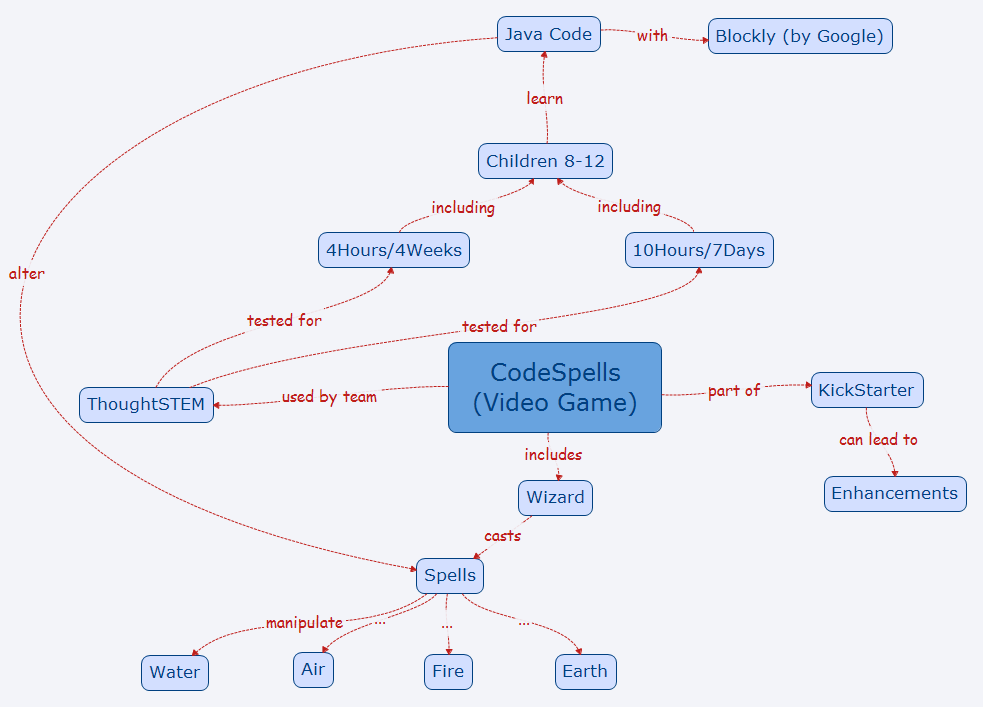 Java Code
with
Blockly (by Google)
learn
Children 8-12
including
including
4Hours/4Weeks
10Hours/7Days
alter
tested for
tested for
CodeSpells
(Video Game)
ThoughtSTEM
used by team
part of
KickStarter
can lead to
includes
Enhancements
Wizard
casts
Spells
manipulate
...
...
...
Water
Air
Fire
Earth